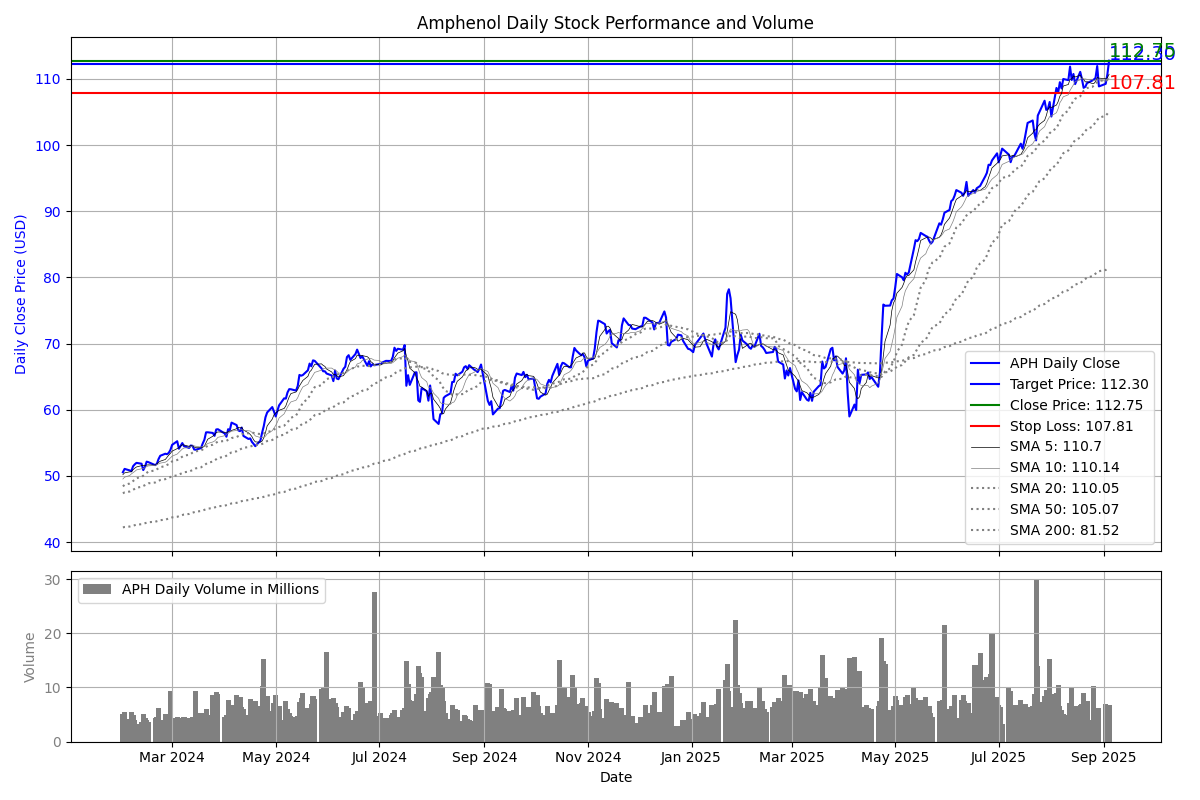 Amphenol Daily Stock Performance and Volume
112.75
112.30
107.81
110
100
90
80
70
60
50
40
Daily Close Price (USD)
APH Daily Close
Target Price: 112.30
Close Price: 112.75
Stop Loss: 107.81
SMA 5: 110.7
SMA 10: 110.14
SMA 20: 110.05
SMA 50: 105.07
SMA 200: 81.52
APH Daily Volume in Millions
30
20
10
0
Volume
Mar 2024 May 2024 Jul 2024 Sep 2024 Nov 2024 Jan 2025 Mar 2025 May 2025 Jul 2025 Sep 2025
Date